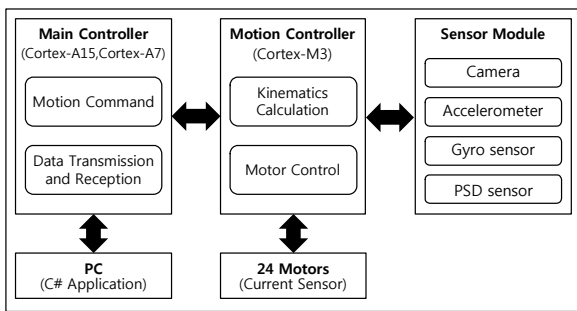 Main Controller
(Cortex-A15,Cortex-A7)
Motion Command
Data Transmission
and Reception
PC
(C# Application)
Motion Controller
(Cortex-M3)
Kinematics
Calculation
Motor Control
24 Motors
(Current Sensor)
Sensor Module
Camera
Accelerometer
Gyro sensor
PSD sensor